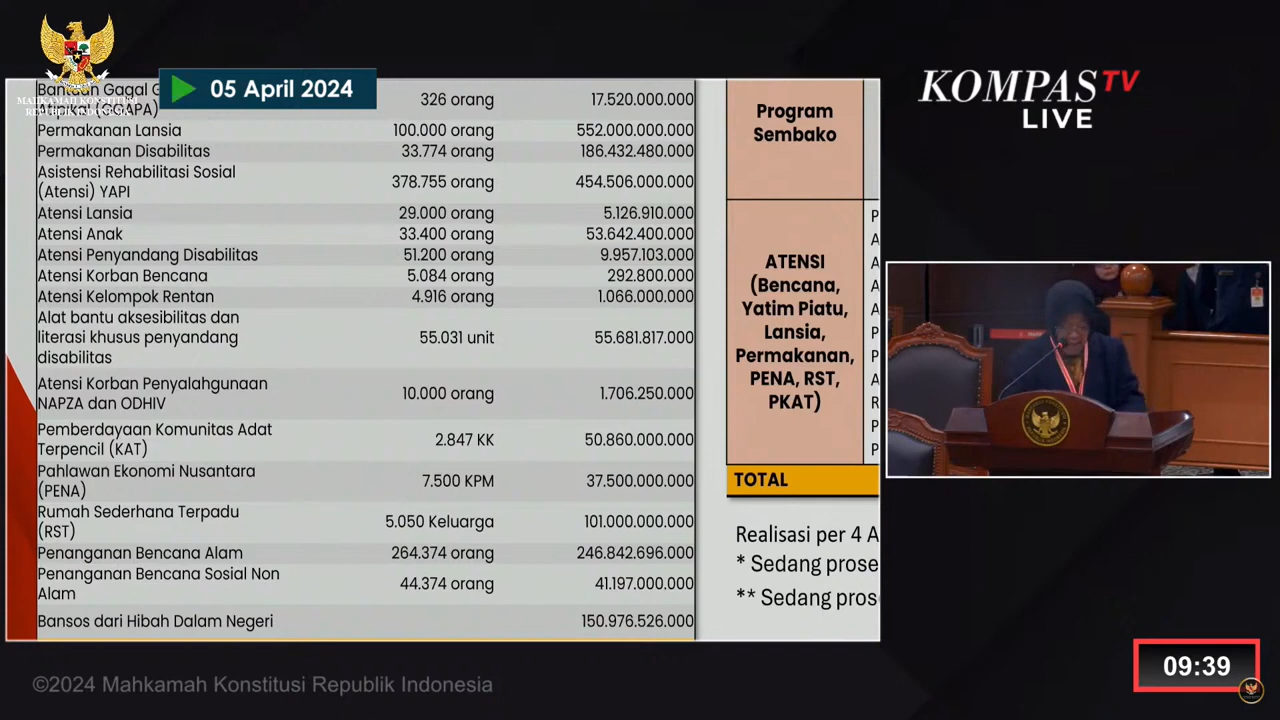 MAHKAMAH KONSTITUSI
REPUBLIK INDONESIA
05 April 2024
KOMPASTV
LIVE
326 orang 17.520.000.000
Permakanan Lansia 100.000 orang 552.000.000.000
Permakanan Disabilitas 33.774 orang 186.432.480.000
Asistensi Rehabilitasi Sosial
(Atensi) YAPI 378.755 orang 454.506.000.000
Atensi Lansia 29.000 orang 5.126.910.000
Atensi Anak 33.400 orang 53.642.400.000
Atensi Penyandang Disabilitas 51.200 orang 9.957.103.000
Atensi Korban Bencana 5.084 orang 292.800.000
Atensi Kelompok Rentan 4.916 orang 1.066.000.000
Alat bantu aksesibilitas dan
literasi khusus penyandang
disabilitas 55.031 unit 55.681.817.000
Atensi Korban Penyalahgunaan
NAPZA dan ODHIV 10.000 orang 1.706.250.000
Pemberdayaan Komunitas Adat
Terpencil (KAT) 2.847 KK 50.860.000.000
Pahlawan Ekonomi Nusantara
(PENA) 7.500 KPM 37.500.000.000
Rumah Sederhana Terpadu
(RST) 5.050 Keluarga 101.000.000.000
Penanganan Bencana Alam 264.374 orang 246.842.696.000
Penanganan Bencana Sosial Non
Alam 44.374 orang 41.197.000.000
Bansos dari Hibah Dalam Negeri 150.976.526.000
Program
Sembako
ATENSI
(Bencana,
Yatim Piatu,
Lansia,
Permakanan,
PENA, RST,
PKAT)
P
A
A
A
A
P
P
A
R
P
P
TOTAL
Realisasi per 4 A
* Sedang prose
** Sedang pros
©2024 Mahkamah Konstitusi Republik Indonesia
09:39